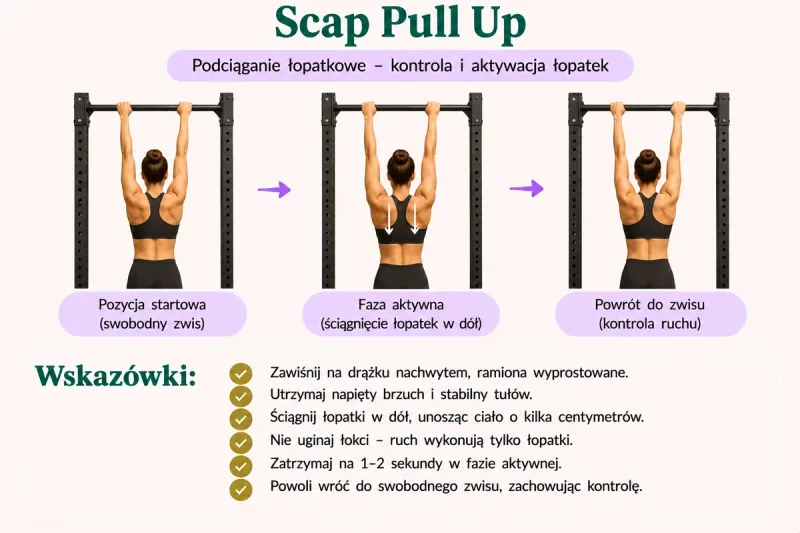 Scap Pull Up
Podciąganie łopatkowe – kontrola i aktywacja łopatek
Pozycja startowa
(swobodny zwis)
Faza aktywna
(ściągnięcie łopatek w dół)
Powrót do zwisu
(kontrola ruchu)
Wskazówki:
Zawiśnij na drążku nachwytem, ramiona wyprostowane.
Utrzymaj napięty brzuch i stabilny tułów.
Ściągnij łopatki w dół, unosząc ciało o kilka centymetrów.
Nie uginaj łokci – ruch wykonują tylko łopatki.
Zatrzymaj na 1–2 sekundy w fazie aktywnej.
Powoli wróć do swobodnego zwisu, zachowując kontrolę.